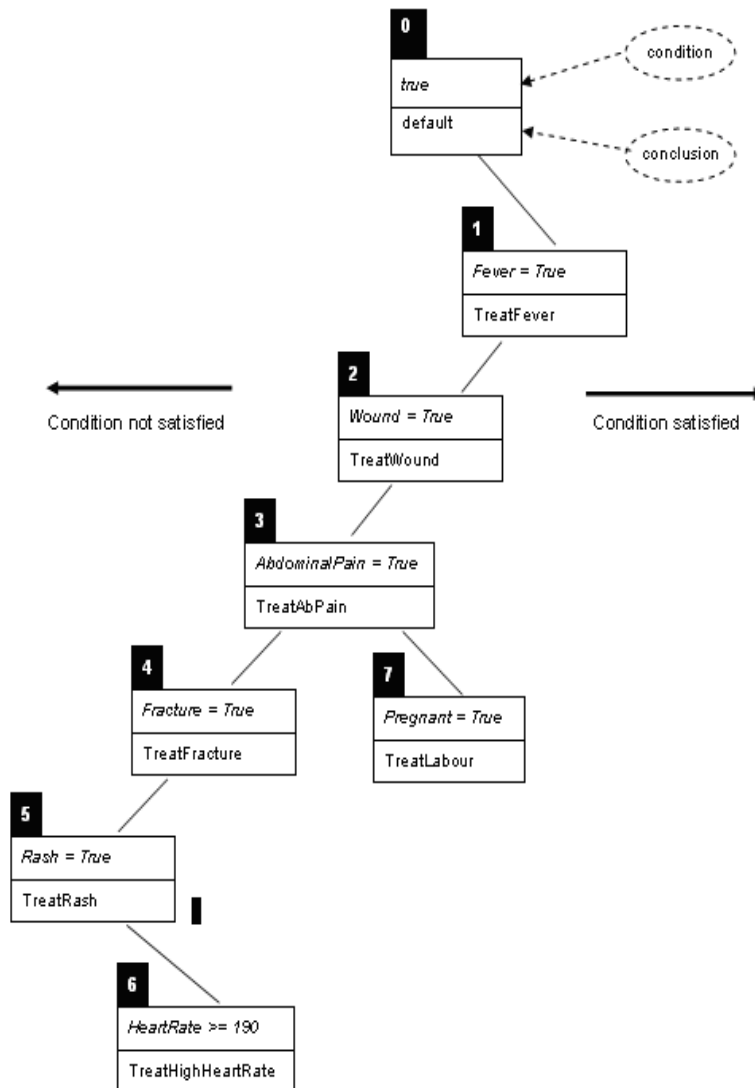 0
true
default
condition
conclusion
1
Fever = True
TreatFever
Condition not satisfied
2
Wound = True
TreatWound
Condition satisfied
3
AbdominalPain = True
TreatAbPain
4
Fracture = True
TreatFracture
7
Pregnant = True
TreatLabour
5
Rash = True
TreatRash
6
HeartRate >= 190
TreatHighHeartRate